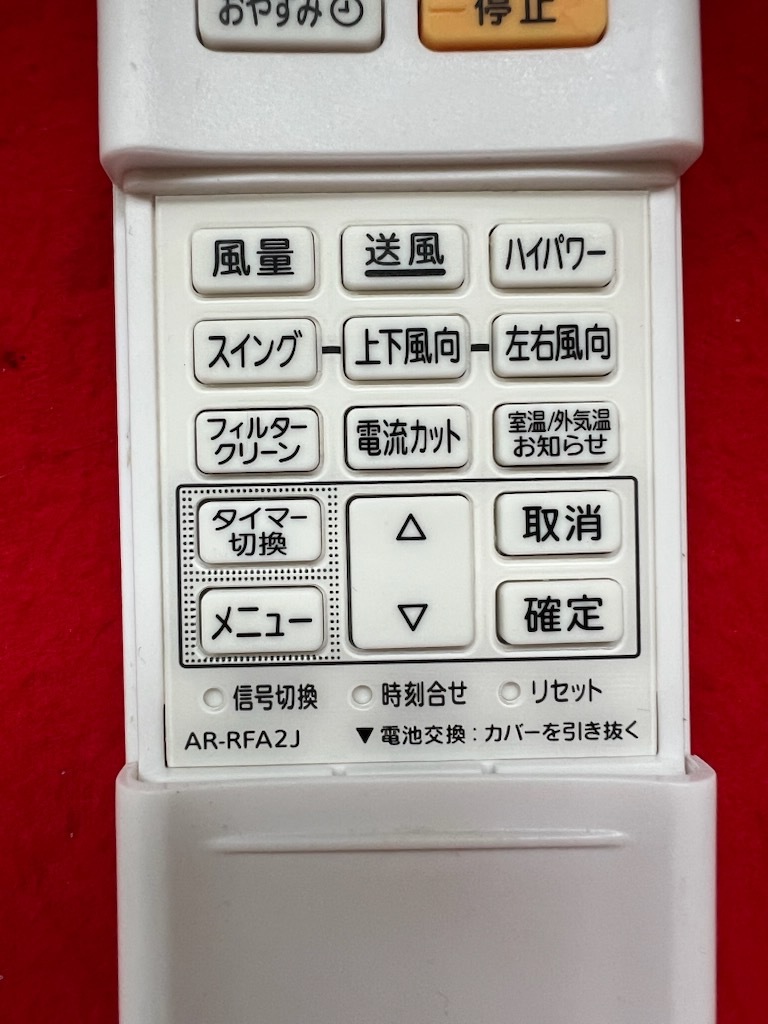 おやすみ
停止
風量 送風 ハイパワー
スイング 上下風向 左右風向
フィルター
クリーン
電流カット
室温/外気温
お知らせ
タイマー
切換
△
取消
メニュー
▽
確定
信号切換 時刻合せ リセット
AR-RFA2J ▼電池交換:カバーを引き抜く